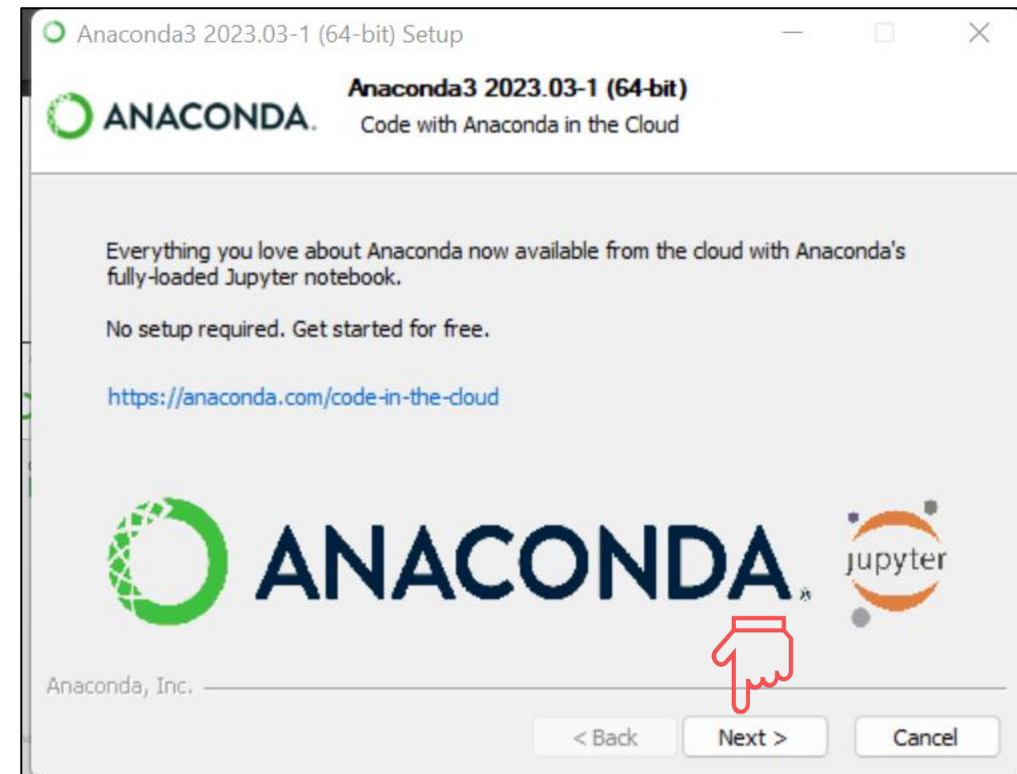 Anaconda3 2023.03-1 (64-bit) Setup
ANACONDA.
Anaconda3 2023.03-1 (64-bit)
Code with Anaconda in the Cloud
Everything you love about Anaconda now available from the cloud with Anaconda's
fully-loaded Jupyter notebook.
No setup required. Get started for free.
https://anaconda.com/code-in-the-cloud
ANACONDA®
jupyter
Anaconda, Inc.
< Back
Next >
Cancel